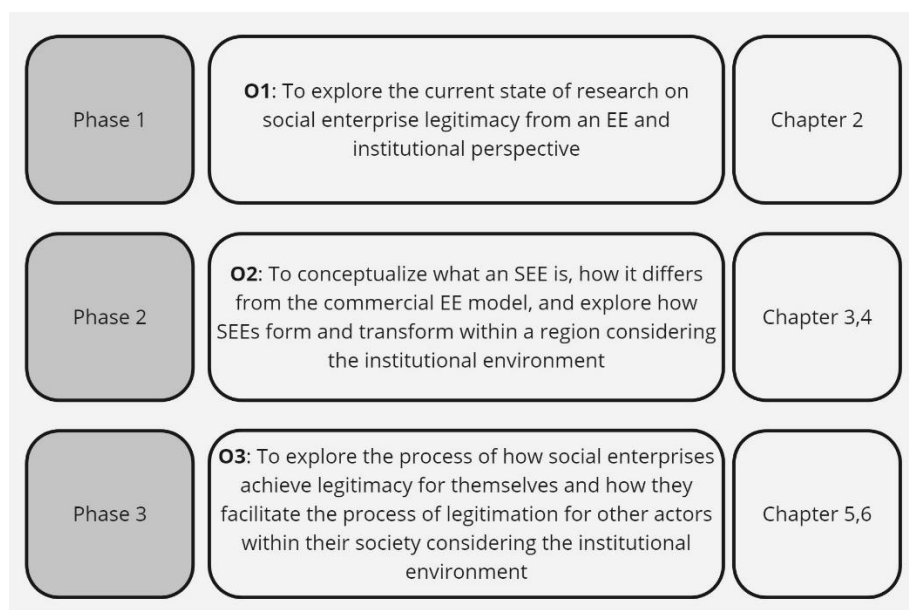 Phase 1
O1: To explore the current state of research on
social enterprise legitimacy from an EE and
institutional perspective
Chapter 2
Phase 2
O2: To conceptualize what an SEE is, how it differs
from the commercial EE model, and explore how
SEEs form and transform within a region considering
the institutional environment
Chapter 3,4
Phase 3
O3: To explore the process of how social enterprises
achieve legitimacy for themselves and how they
facilitate the process of legitimation for other actors
within their society considering the institutional
environment
Chapter 5,6